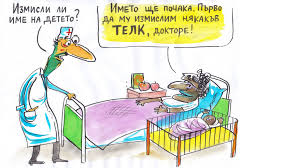 Измисли ли
име на детето?
Името ще почака. Първо
да му измислим някакъв
ТЕЛК, докторе!